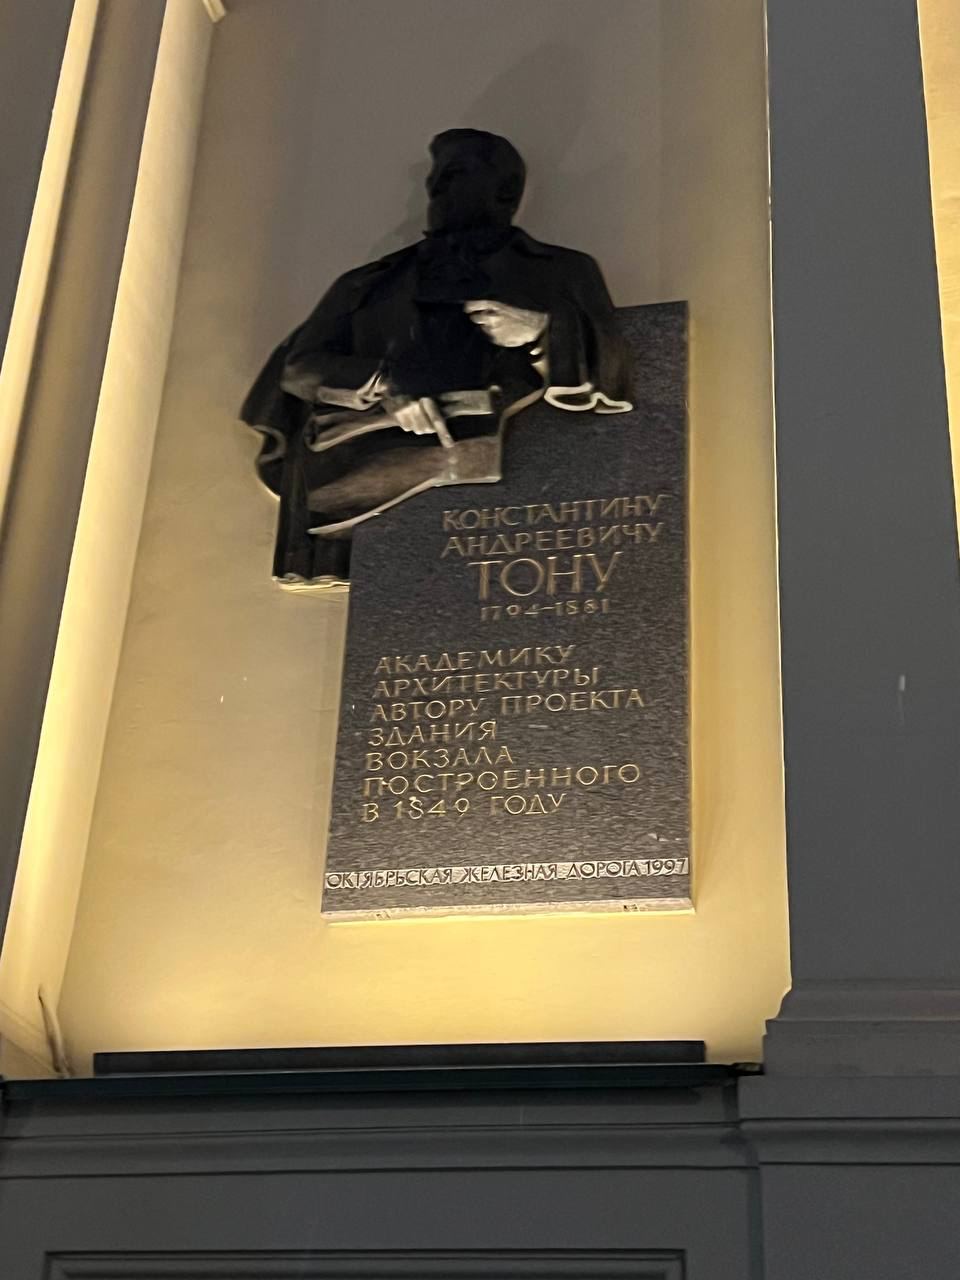 КОНСТАНТИНУ
АНДРЕЕВИЧУ
ТОНУ
1794–1881
АКАДЕМИКУ
АРХИТЕКТУРЫ
АВТОРУ ПРОЕКТА
ЗДАНИЯ
ВОКЗАЛА
ПОСТРОЕННОГО
В 1849 ГОДУ
ОКТЯБРЬСКАЯ ЖЕЛЕЗНАЯ ДОРОГА 1997